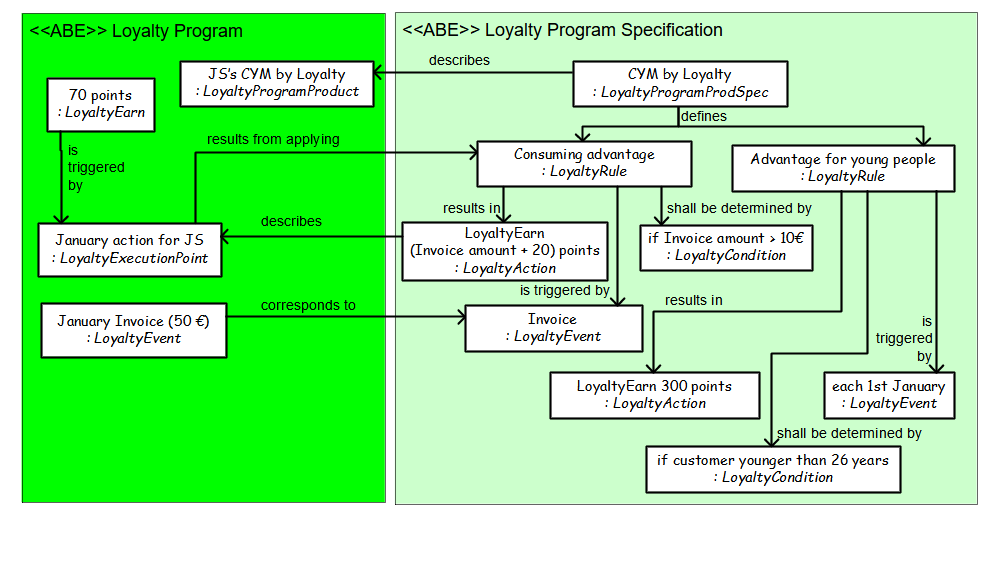 <<ABE>> Loyalty Program
JS's CYM by Loyalty
: LoyaltyProgramProduct
70 points
: LoyaltyEarn
is
triggered
by
results from applying
January action for JS
: LoyaltyExecutionPoint
describes
January Invoice (50 €)
: LoyaltyEvent
corresponds to
<<ABE>> Loyalty Program Specification
describes
CYM by Loyalty
: LoyaltyProgramProdSpec
defines
Consuming advantage
: LoyaltyRule
Advantage for young people
: LoyaltyRule
results in
shall be determined by
LoyaltyEarn
(Invoice amount + 20) points
: LoyaltyAction
if Invoice amount > 10€
: LoyaltyCondition
is triggered by
results in
Invoice
: LoyaltyEvent
is
triggered
by
LoyaltyEarn 300 points
: LoyaltyAction
each 1st January
: LoyaltyEvent
shall be determined by
if customer younger than 26 years
: LoyaltyCondition